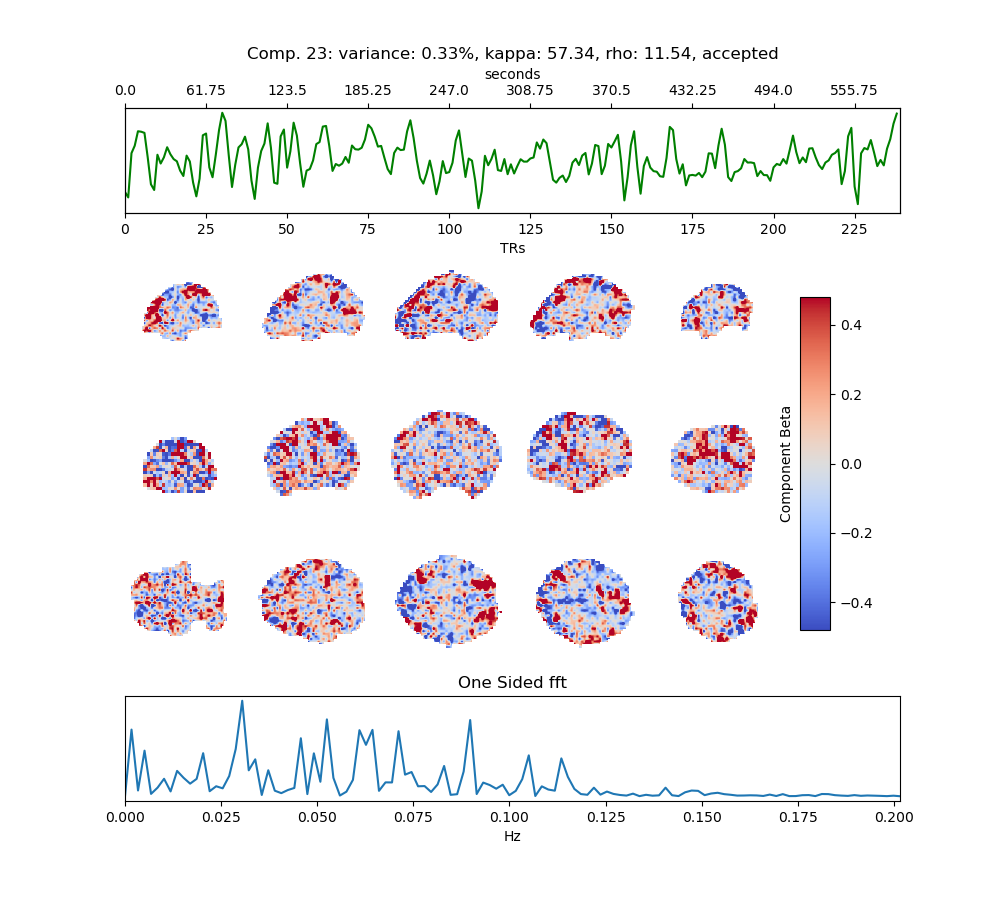 Comp. 23: variance: 0.33%, kappa: 57.34, rho: 11.54, accepted
seconds
0.0 61.75 123.5 185.25 247.0 308.75 370.5 432.25 494.0 555.75
0 25 50 75 100 125 150 175 200 225
TRs
0.4
0.2
0.0
−0.2
−0.4
Component Beta
One Sided fft
0.000 0.025 0.050 0.075 0.100 0.125 0.150 0.175 0.200
Hz